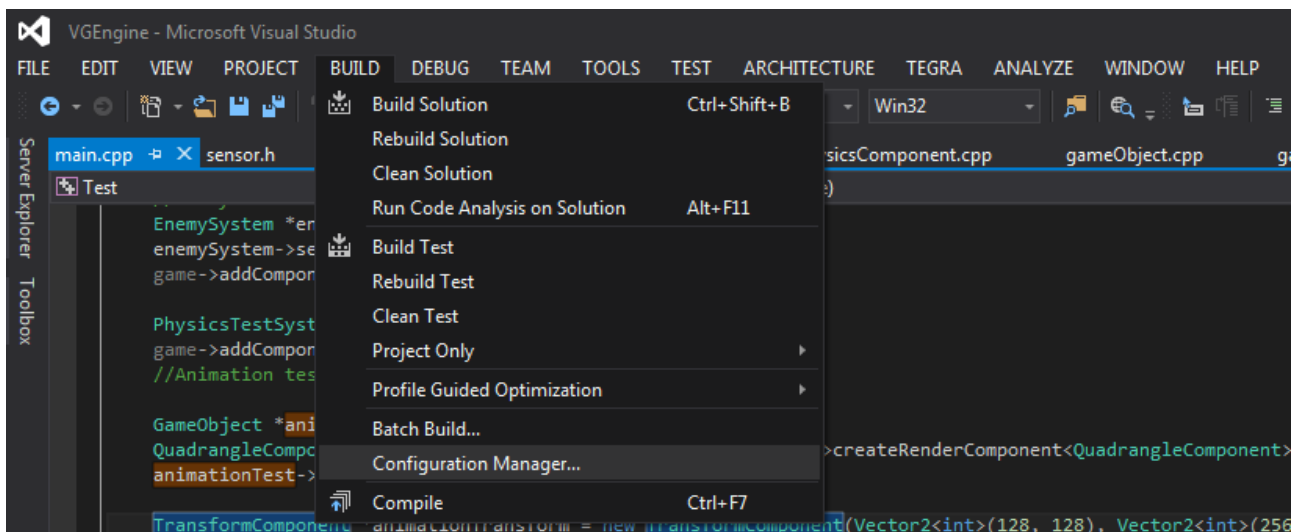 VGEngine - Microsoft Visual Studio
FILE EDIT VIEW PROJECT BUILD DEBUG TEAM TOOLS TEST ARCHITECTURE TEGRA ANALYZE WINDOW HELP
Win32
main.cpp sensor.h sicsComponent.cpp gameObject.cpp
Test
Server Explorer
Toolbox
Build Solution Ctrl+Shift+B
Rebuild Solution
Clean Solution
Run Code Analysis on Solution Alt+F11
Build Test
Rebuild Test
Clean Test
Project Only
Profile Guided Optimization
Batch Build...
Configuration Manager...
Compile Ctrl+F7
EnemySystem *en
enemySystem->se
game->addCompon
PhysicsTestSyst
game->addCompon
//Animation tes
GameObject *ani
QuadrangleCompo >createRenderComponent<QuadrangleComponent>
animationTest->
TransformComponent *animationTransform = new TransformComponent(Vector2<int>(128, 128), Vector2<int>(256